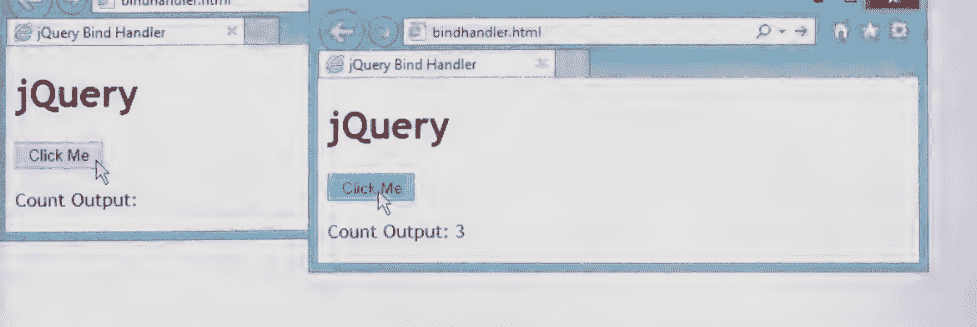 bindhandler.html
jQuery Bind Handler
jQuery
Click Me
Count Output:
bindhandler.html
jQuery Bind Handler
jQuery
Click Me
Count Output: 3